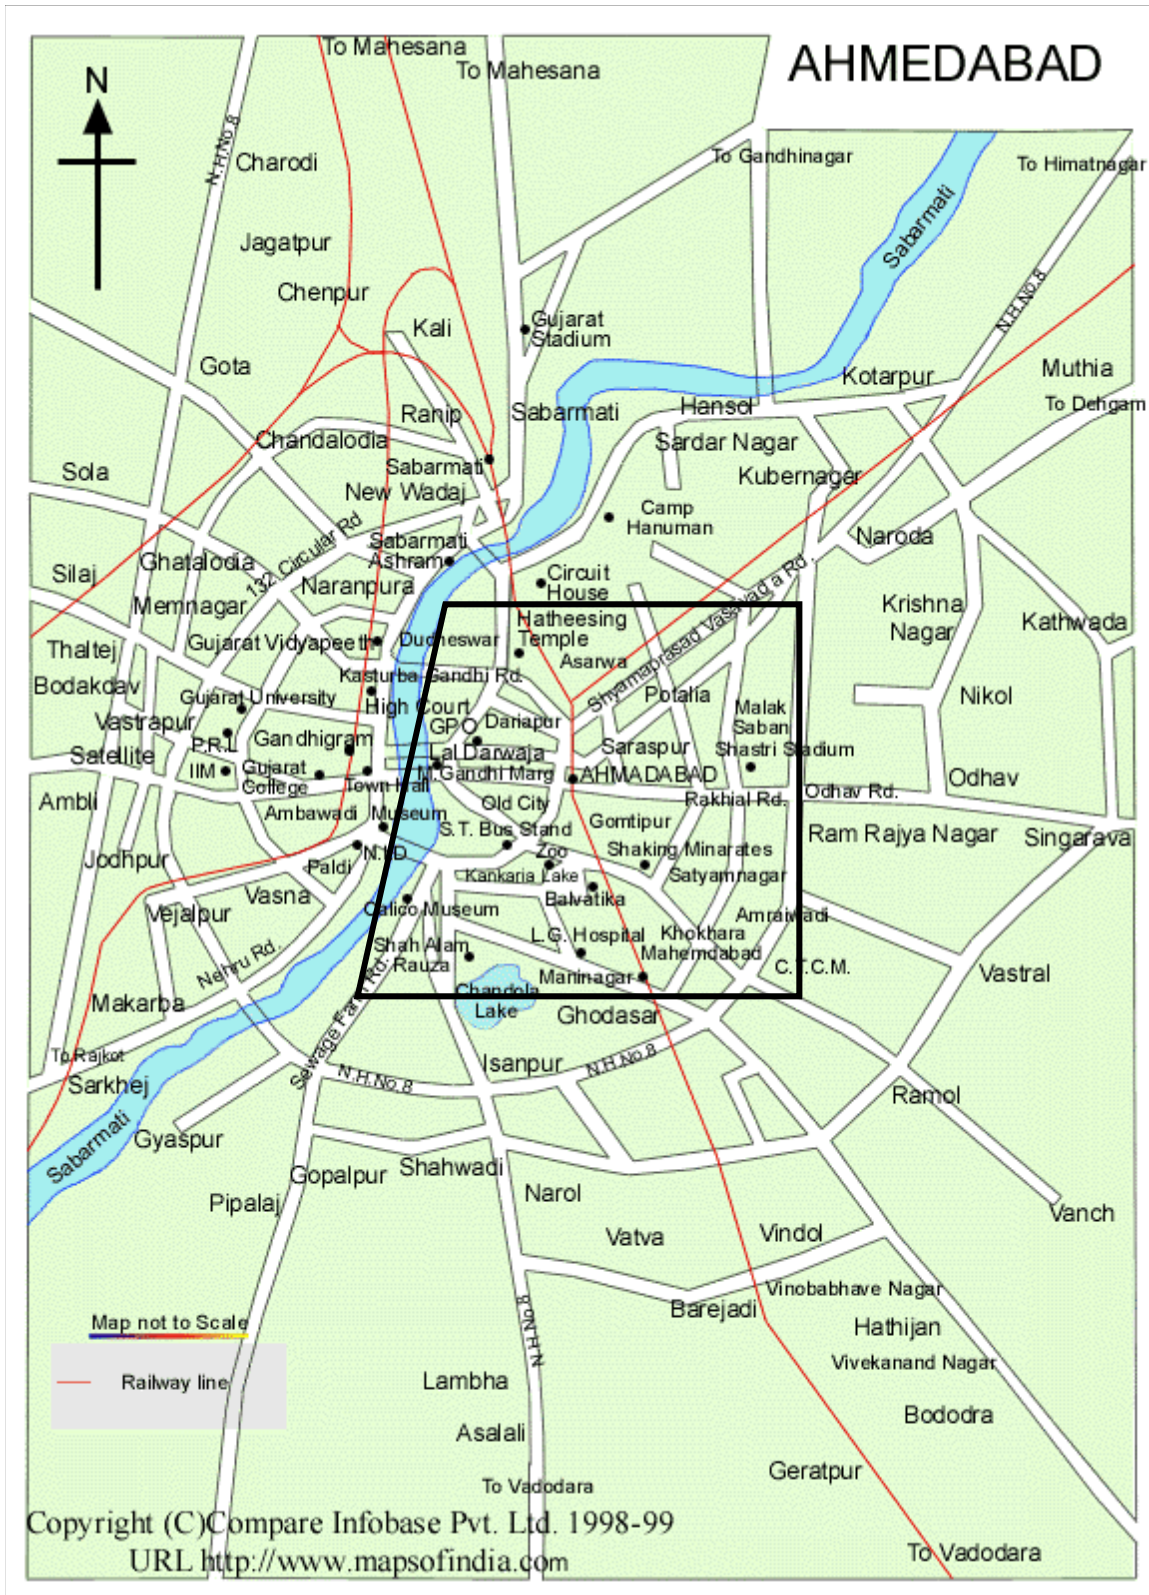 To Mahesana
To Mahesana
AHMEDABAD
N
N.H.No.8
Charodi
To Gandhinagar
To Himatnagar
Sabarmati
Jagatpur
Chenpur
Kali
Gujarat
Stadium
N.H.No.8
Gota
Kotarpur
Muthia
To Dehgam
Ranip
Sabarmati
Hansol
Chandalodia
Sardar Nagar
Sola
Sabarmati
Kubernagar
New Wadaj
Camp
Hanuman
132 Circular Rd
Sabarmati
Ashram
Naroda
Ghatalodia
Silaj
Naranpura
Circuit
House
Memnagar
Shyamaprasad Vasavada Rd.
Krishna
Nagar
Kathwada
Hatheesing
Temple
Thaltej
Gujarat Vidyapeeth
Dudheswar
Asarwa
Bodakdav
Kasturba Gandhi Rd.
Potalia
Nikol
Gujarat University
High Court
Malak
Saban
Vastrapur
GPO
Dariapur
P.R.L
Gandhigram
Lal Darwaja
Saraspur
Shastri Stadium
Satellite
IIM
Gujarat
College
Town Hall
M.Gandhi Marg
AHMADABAD
Odhav
Ambli
Rakhial Rd.
Odhav Rd.
Ambawadi
Museum
Old City
Gomtipur
S.T. Bus Stand
Ram Rajya Nagar
Singarava
Jodhpur
Paldi
N.I.D
Zoo
Shaking Minarates
Kankaria Lake
Satyamnagar
Vasna
Balvatika
Vejalpur
Calico Museum
Amraiwadi
L.G. Hospital
Khokhara
Mahemdabad
Nehru Rd.
Shah Alam
Rauza
Maninagar
C.T.C.M.
Vastral
Makarba
Chandola
Lake
Ghodasar
Sewage Farm Rd.
To Rajkot
Sarkhej
N.H.No.8
Isanpur
N.H.No.8
Ramol
Sabarmati
Gyaspur
Gopalpur
Shahwadi
Pipalaj
Narol
Vanch
Vatva
Vindol
Vinobabhave Nagar
Barejadi
Map not to Scale
N.H.No.8
Hathijan
Vivekanand Nagar
Railway line
Lambha
Bododra
Asalali
Geratpur
To Vadodara
Copyright (C)Compare Infobase Pvt. Ltd. 1998-99
URL http://www.mapsofindia.com
To Vadodara